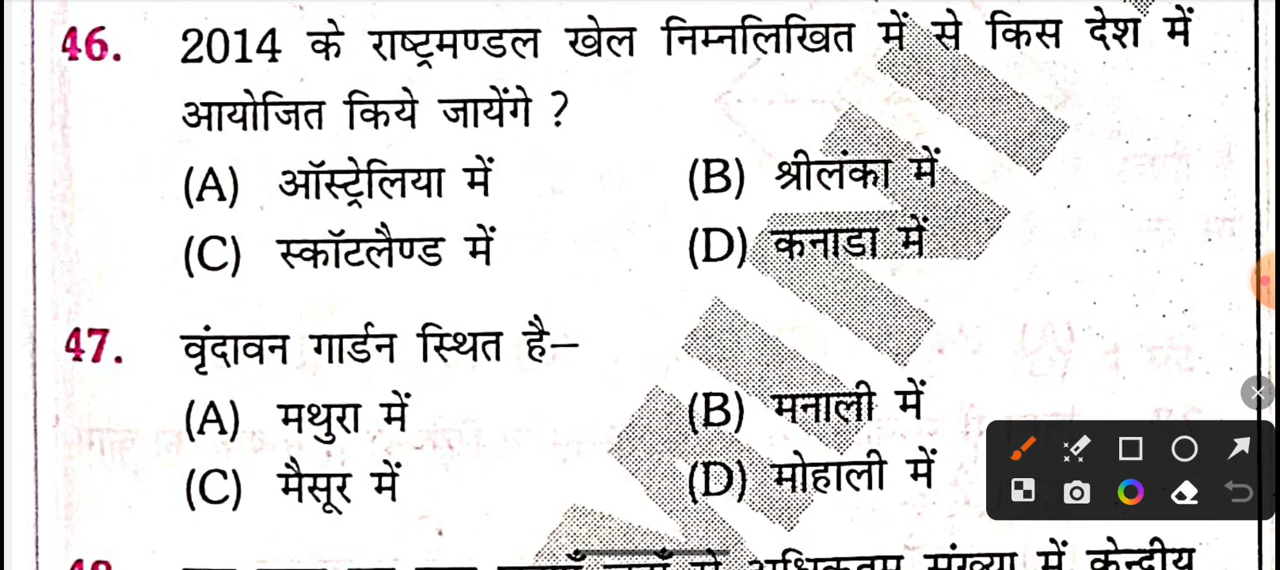 46. 2014 के राष्ट्रमण्डल खेल निम्नलिखित में से किस देश में
आयोजित किये जायेंगे ?
(A) ऑस्ट्रेलिया में (B) श्रीलंका में
(C) स्कॉटलैण्ड में (D) कनाडा में
47. वृंदावन गार्डन स्थित है–
(A) मथुरा में (B) मनाली में
(C) मैसूर में (D) मोहाली में
अधिकतम संख्या में केन्द्रीय